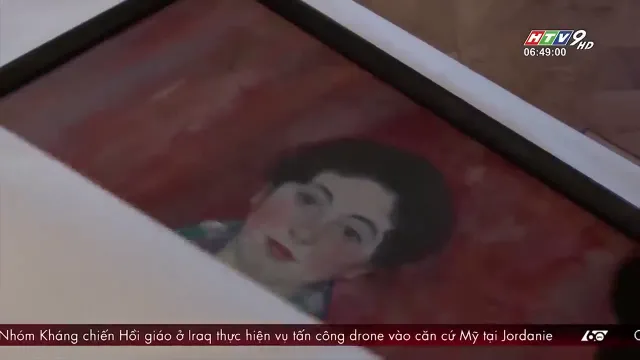 HTV9 HD
06:49:00
Nhóm Kháng chiến Hồi giáo ở Iraq thực hiện vụ tấn công drone vào căn cứ Mỹ tại Jordanie